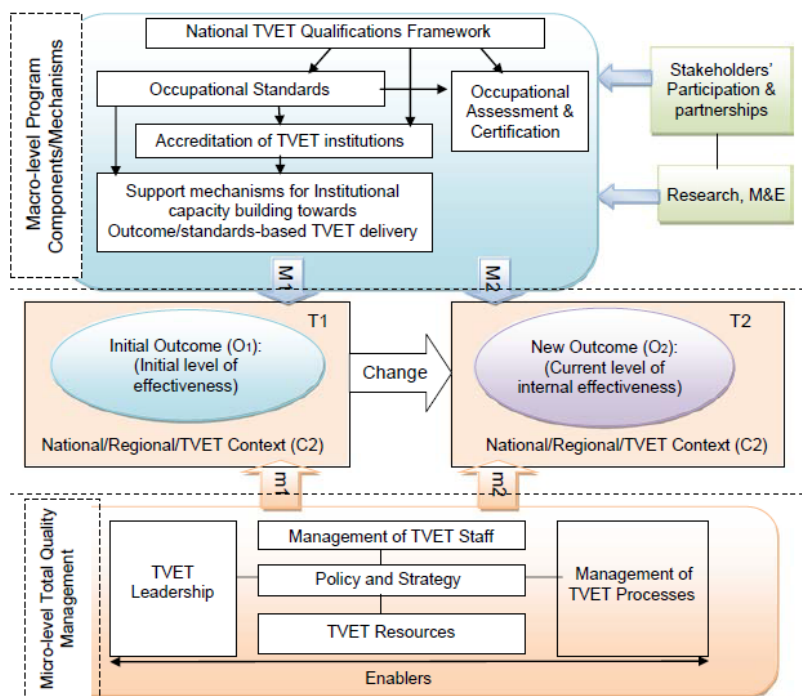 Macro-level Program
Components/Mechanisms
National TVET Qualifications Framework
Occupational Standards
Occupational
Assessment &
Certification
Accreditation of TVET institutions
Support mechanisms for Institutional
capacity building towards
Outcome/standards-based TVET delivery
Stakeholders'
Participation &
partnerships
Research, M&E
M1
M2
T1
Initial Outcome (O1):
(Initial level of
effectiveness)
National/Regional/TVET Context (C2)
Change
T2
New Outcome (O2):
(Current level of
internal effectiveness)
National/Regional/TVET Context (C2)
m1
m2
Micro-level Total Quality
Management
TVET
Leadership
Management of TVET Staff
Policy and Strategy
TVET Resources
Management of
TVET Processes
Enablers